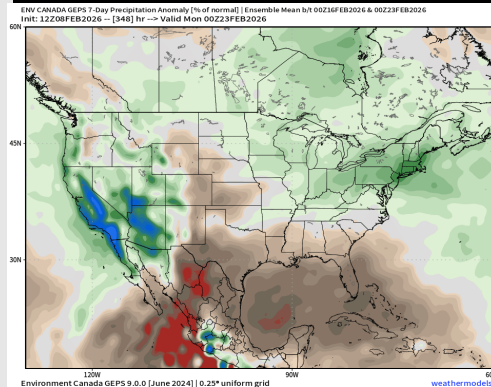 ENV CANADA GEPS 7-Day Precipitation Anomaly [% of normal] | Ensemble Mean b/t 00Z16FEB2026 & 00Z23FEB2026
Init: 12Z08FEB2026 -- [348] hr --> Valid Mon 00Z23FEB2026
60N
45N
30N
120W
90W
60
Environment Canada GEPS 9.0.0 [June 2024] | 0.25° uniform grid
weathermodels